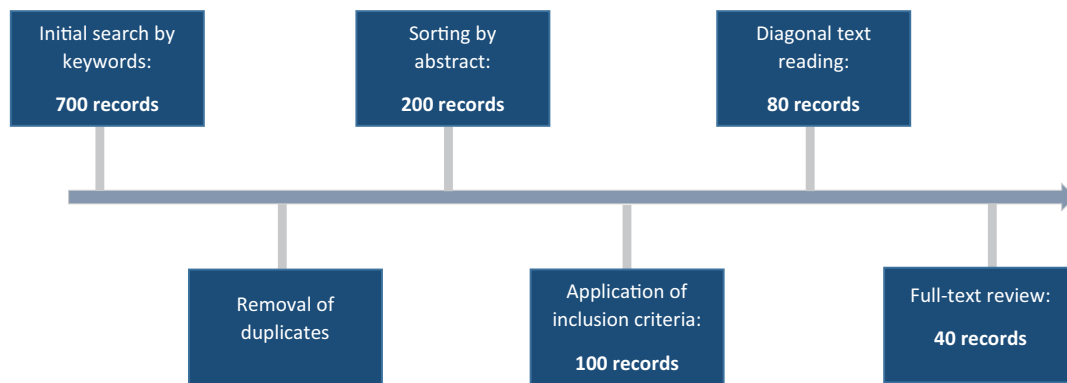 Initial search by
keywords:
700 records
Sorting by
abstract:
200 records
Diagonal text
reading:
80 records
Removal of
duplicates
Application of
inclusion criteria:
100 records
Full-text review:
40 records